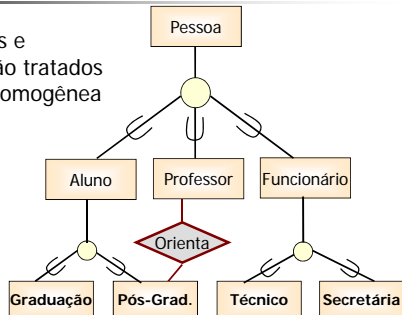 Pessoa
s e
ão tratados
omogênea
Aluno
Professor
Funcionário
Orienta
Graduação
Pós-Grad.
Técnico
Secretária